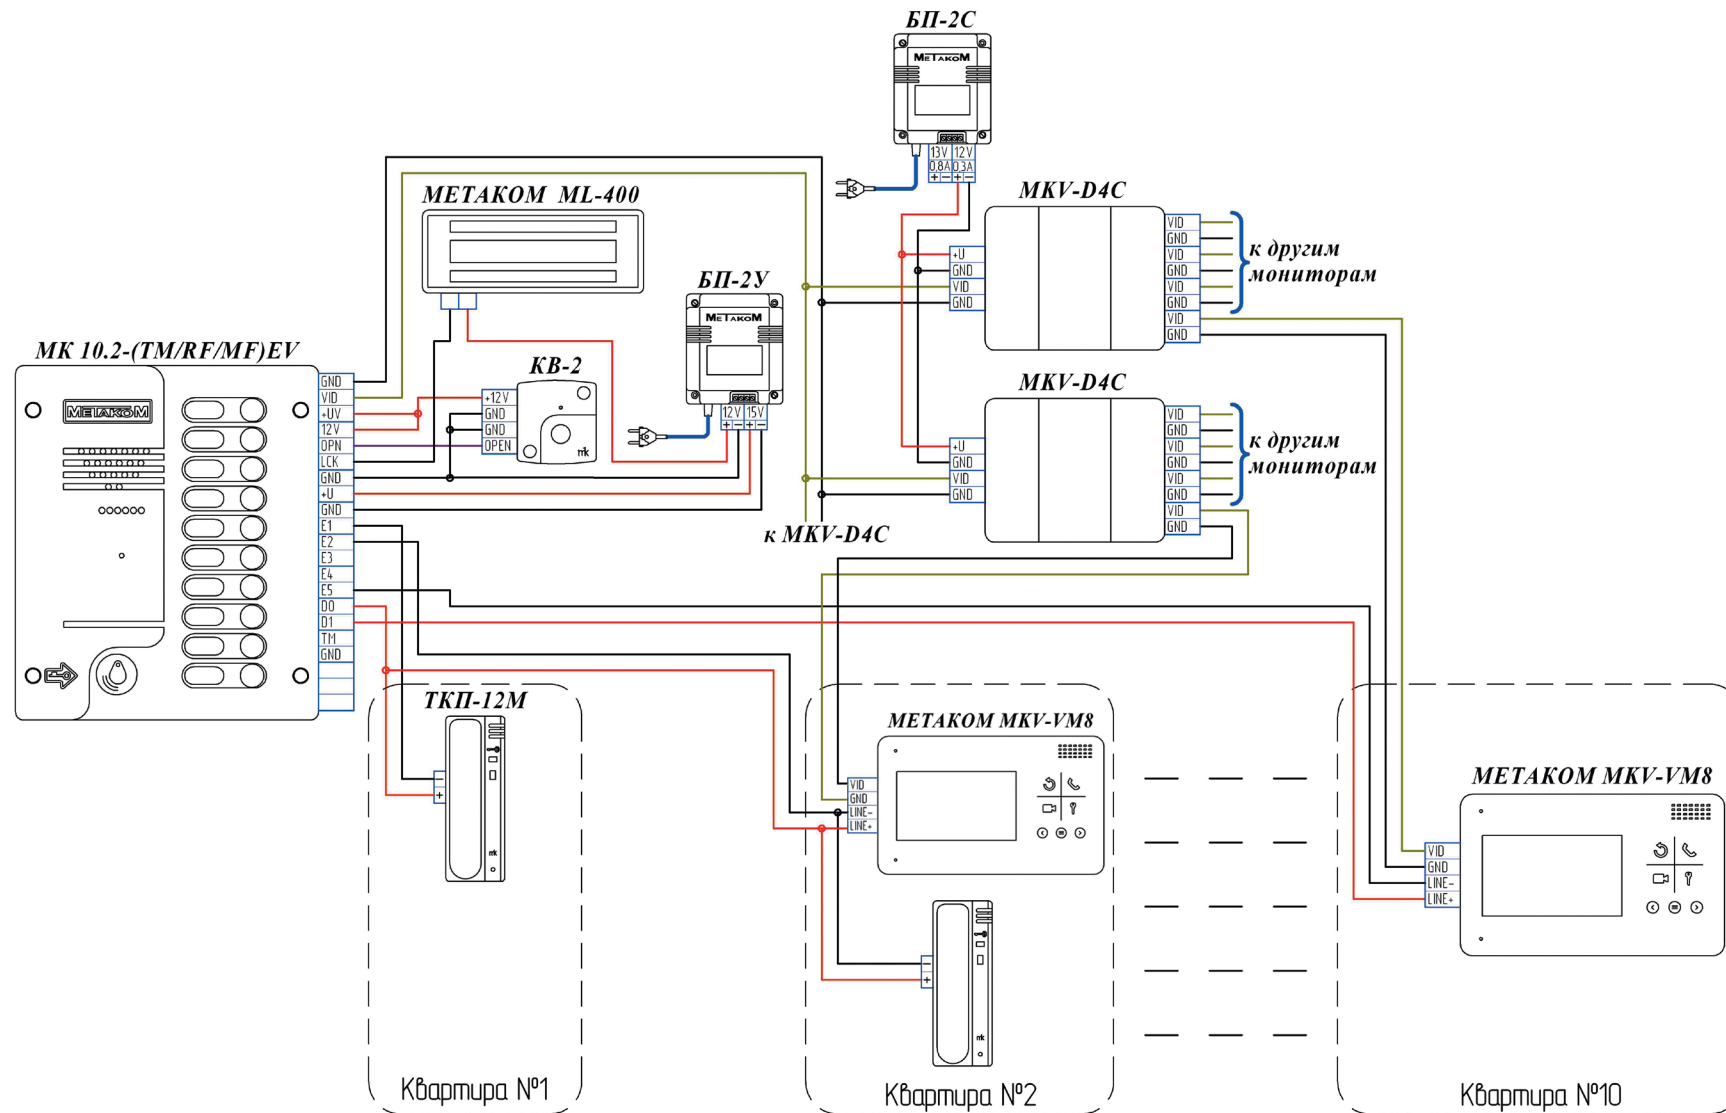 БП-2С
МЕТАКОМ
13V 12V
0,8A 0,3A
+ − + −
МЕТАКОМ ML-400
MKV-D4C
+U
GND
VID
GND
VID
GND
VID
GND
VID
GND
VID
GND
к другим
мониторам
БП-2У
МЕТАКОМ
12V 15V
+ − + −
КВ-2
+12V
GND
GND
OPEN
mk
МК 10.2-(TM/RF/MF)EV
МЕТАКОМ
GND
VID
+UV
12V
OPN
LCK
GND
+U
GND
E1
E2
E3
E4
E5
D0
D1
TM
GND
MKV-D4C
+U
GND
VID
GND
VID
GND
VID
GND
VID
GND
VID
GND
к другим
мониторам
к MKV-D4C
ТКП-12М
−
+
mk
Квартира №1
МЕТАКОМ MKV-VM8
VID
GND
LINE-
LINE+
−
+
mk
Квартира №2
МЕТАКОМ MKV-VM8
VID
GND
LINE-
LINE+
Квартира №10